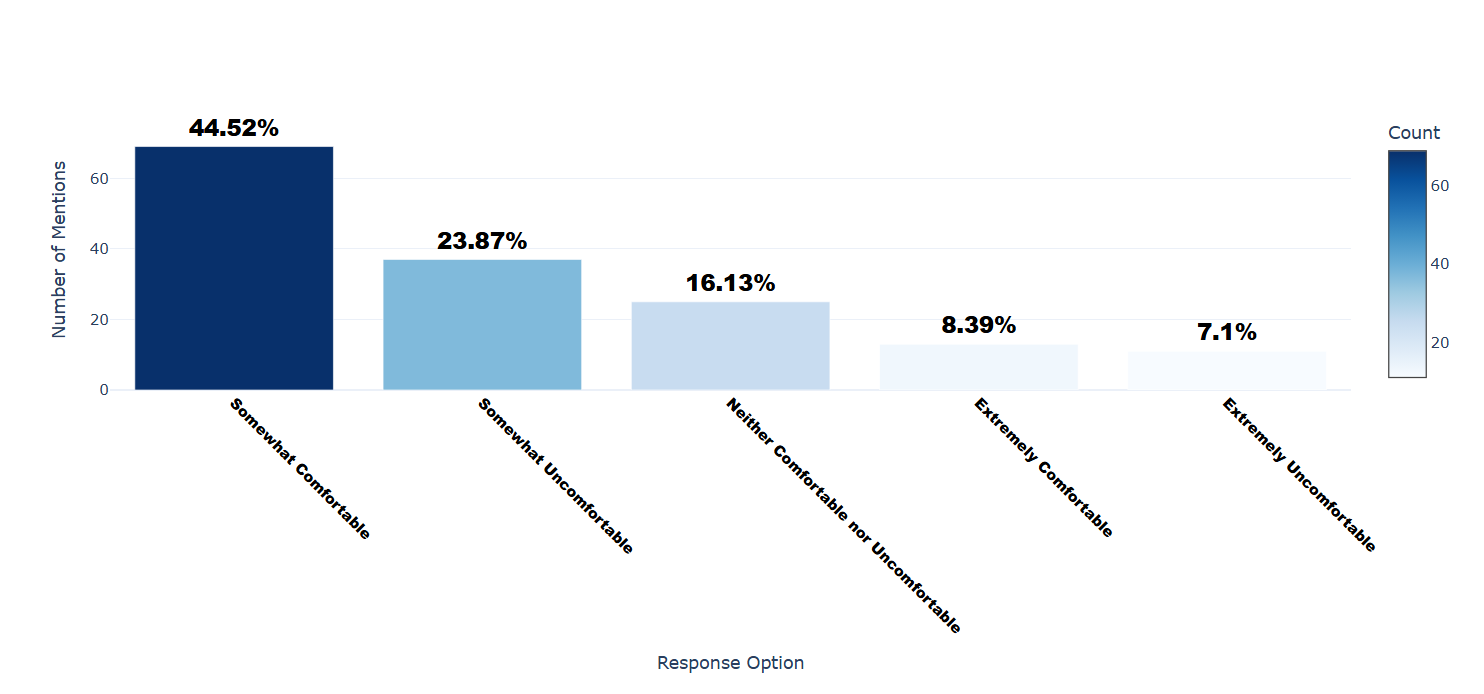 44.52%
23.87%
16.13%
8.39%
7.1%
Number of Mentions
60
40
20
0
Somewhat Comfortable
Somewhat Uncomfortable
Neither Comfortable nor Uncomfortable
Extremely Comfortable
Extremely Uncomfortable
Response Option
Count
60
40
20